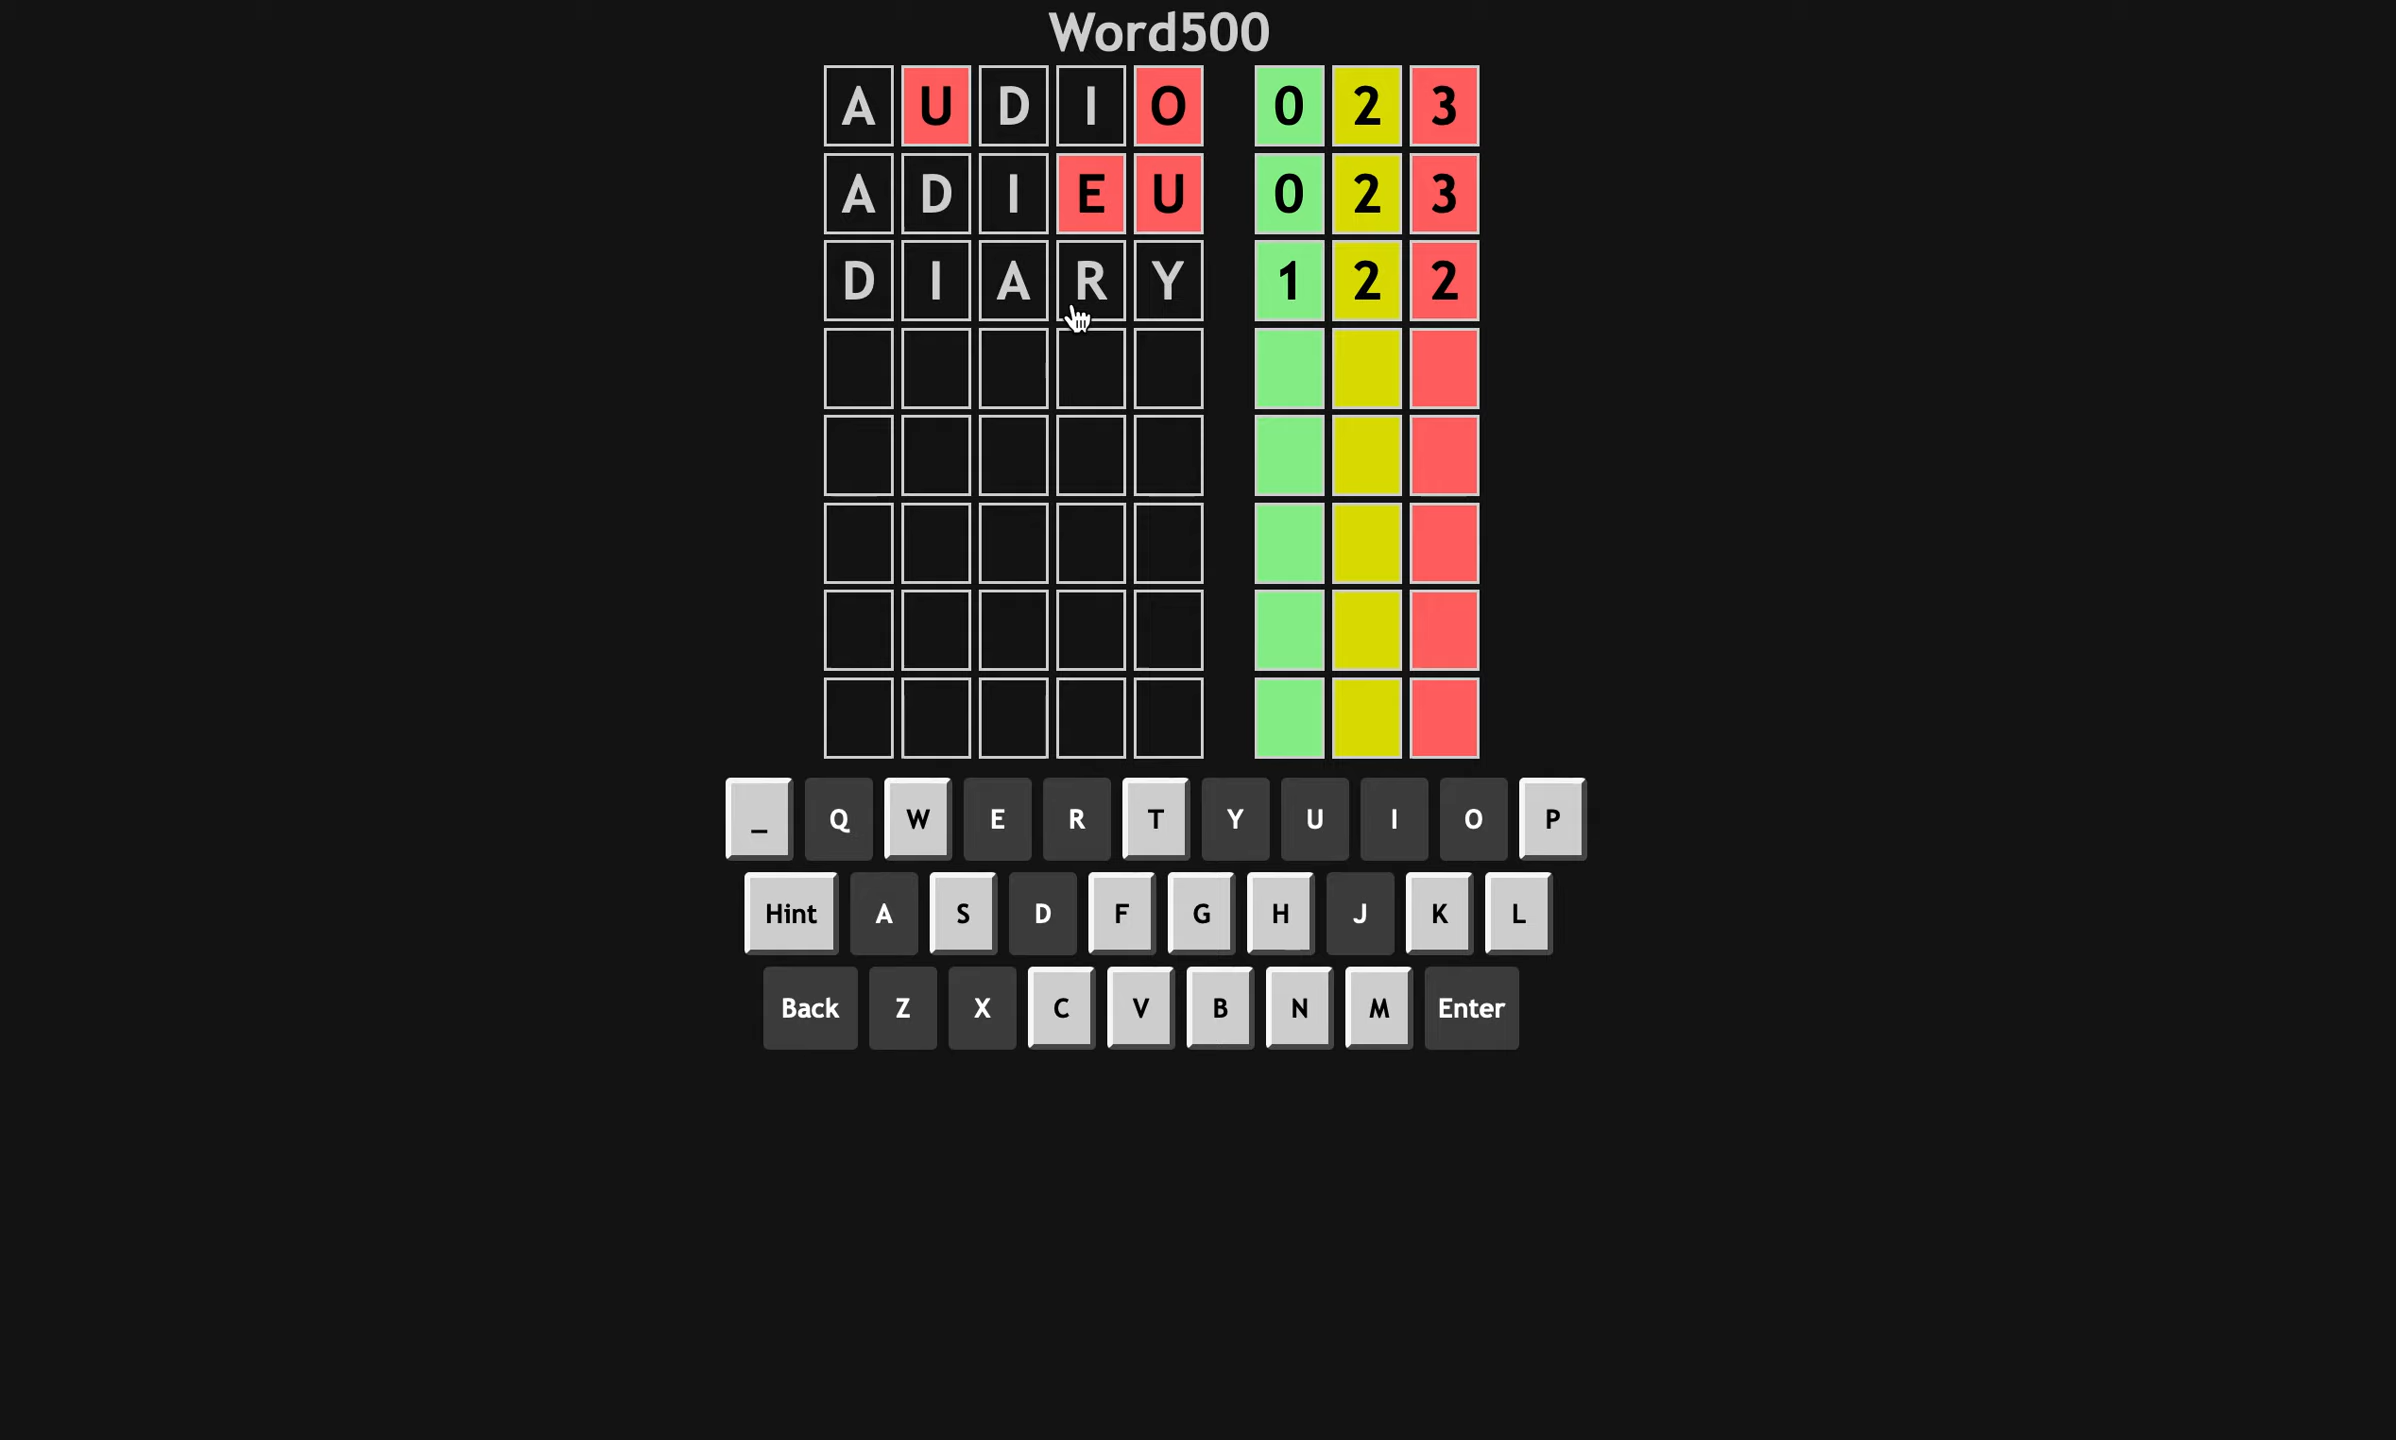 Word500
A U D I O 0 2 3
A D I E U 0 2 3
D I A R Y 1 2 2
_ Q W E R T Y U I O P
Hint A S D F G H J K L
Back Z X C V B N M Enter